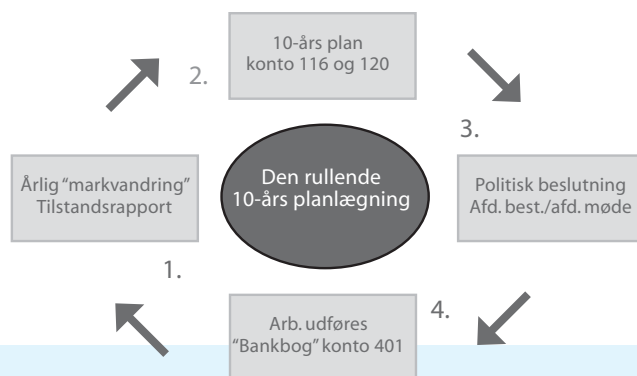 10-års plan
konto 116 og 120
2.
3.
Årlig “markvandring”
Tilstandsrapport
Den rullende
10-års planlægning
Politisk beslutning
Afd. best./afd. møde
1.
4.
Arb. udføres
“Bankbog” konto 401